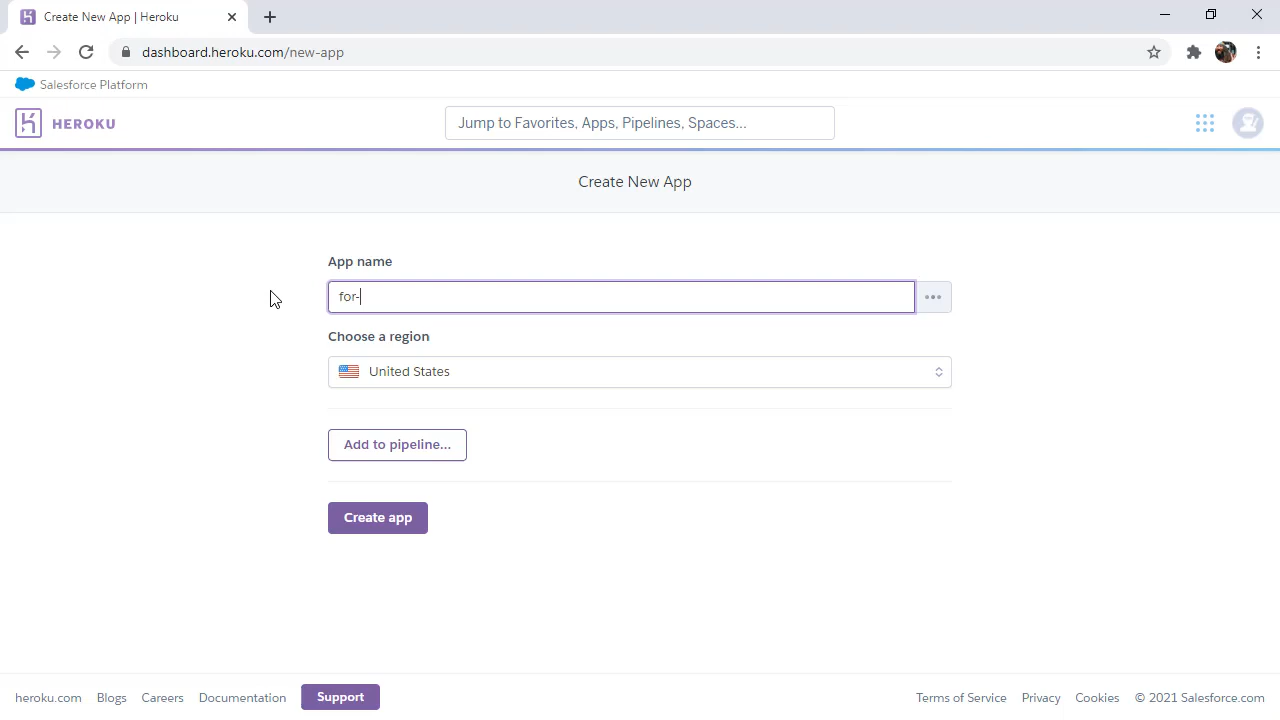 Create New App | Heroku
dashboard.heroku.com/new-app
Salesforce Platform
HEROKU
Jump to Favorites, Apps, Pipelines, Spaces...
Create New App
App name
for-
Choose a region
United States
Add to pipeline...
Create app
heroku.com Blogs Careers Documentation Support Terms of Service Privacy Cookies © 2021 Salesforce.com